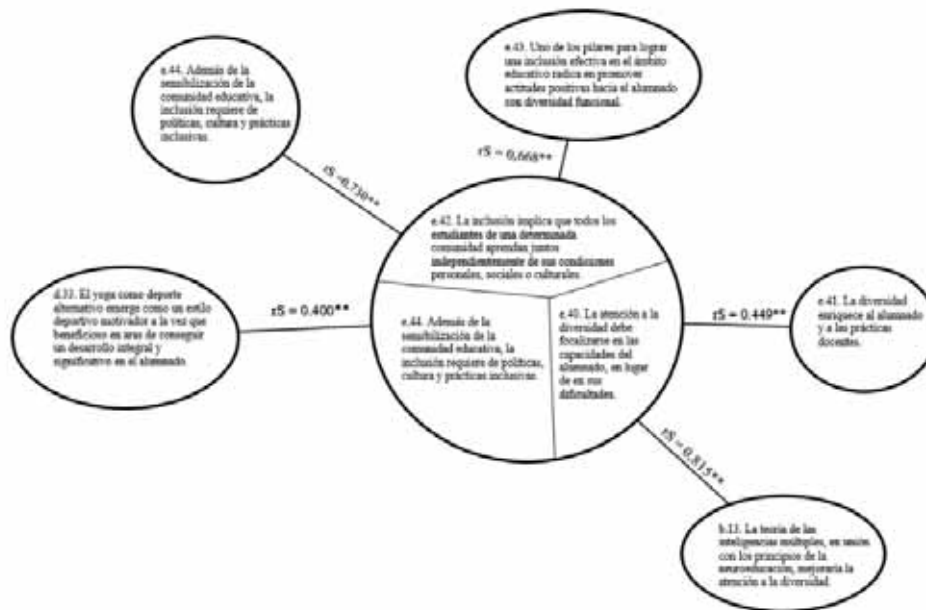 e.43. Uno de los pilares para lograr
una inclusión efectiva en el ámbito
educativo radica en promover
actitudes positivas hacia el alumnado
con diversidad funcional.
e.44. Además de la
sensibilización de la
comunidad educativa, la
inclusión requiere de
políticas, cultura y prácticas
inclusivas.
rS = 0,668**
rS =0,730**
e.42. La inclusión implica que todos los
estudiantes de una determinada
comunidad aprendan juntos
independientemente de sus condiciones
personales, sociales o culturales.
d.33. El yoga como deporte
alternativo emerge como un estilo
deportivo motivador a la vez que
beneficioso en aras de conseguir
un desarrollo integral y
significativo en el alumnado.
rS = 0.400**
e.44. Además de la
sensibilización de la
comunidad educativa, la
inclusión requiere de políticas,
cultura y prácticas inclusivas.
e.40. La atención a la
diversidad debe
focalizarse en las
capacidades del
alumnado, en lugar
de en sus
dificultades.
rS = 0.449**
e.41. La diversidad
enriquece al alumnado
y a las prácticas
docentes.
rS = 0,815**
b.13. La teoría de las
inteligencias múltiples, en unión
con los principios de la
neuroeducación, mejoraría la
atención a la diversidad.